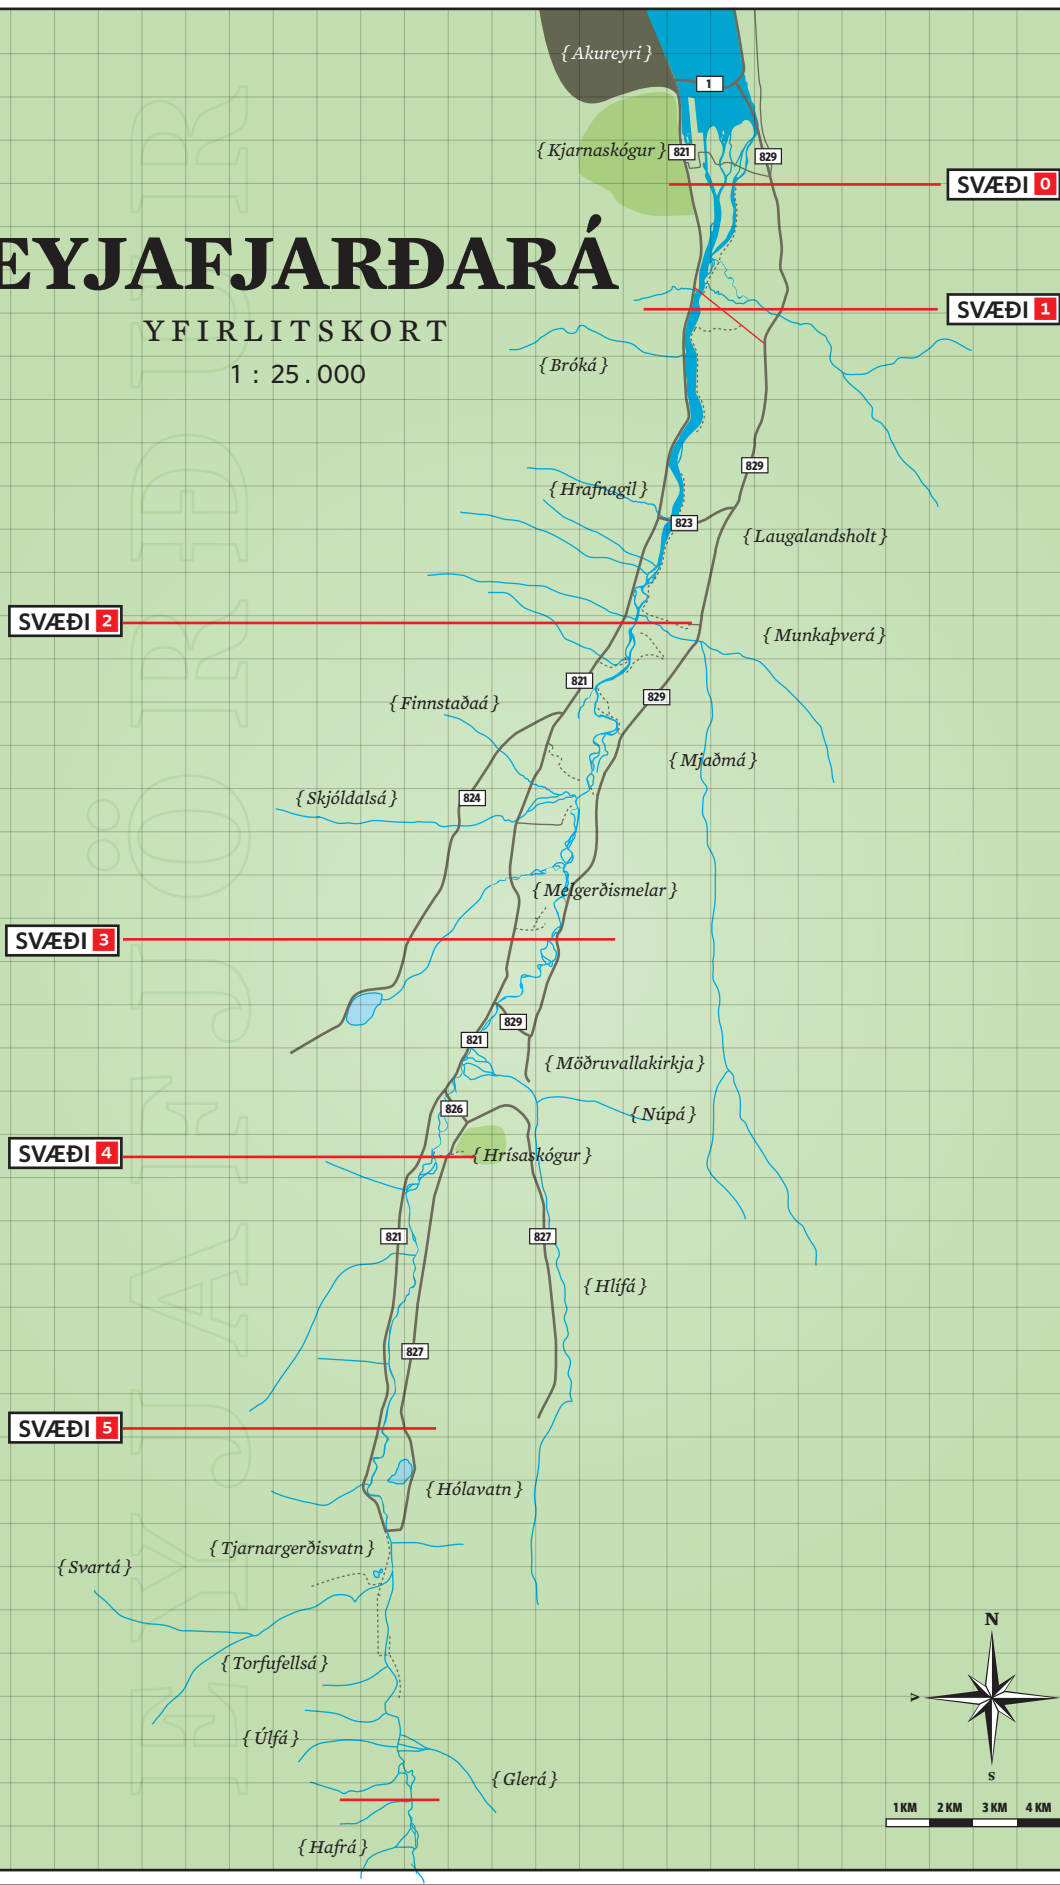 { Akureyri }
1
{ Kjarnaskógur }
821
829
SVÆÐI 0
EYJAFJARÐARÁ
YFIRLITSKORT
1 : 25.000
SVÆÐI 1
{ Bróká }
829
{ Hrafnagil }
823
{ Laugalandsholt }
SVÆÐI 2
{ Munkaþverá }
821
829
{ Finnstaðaá }
{ Mjaðmá }
{ Skjóldalsá }
824
{ Melgerðismelar }
SVÆÐI 3
829
821
{ Möðruvallakirkja }
826
{ Núpá }
SVÆÐI 4
{ Hrísaskógur }
821
827
{ Hlífá }
827
SVÆÐI 5
{ Hólavatn }
{ Tjarnargerðisvatn }
{ Svartá }
{ Torfufellsá }
{ Úlfá }
{ Glerá }
{ Hafrá }
N
V
S
1 KM 2 KM 3 KM 4 KM
EYJAFJÖRÐUR